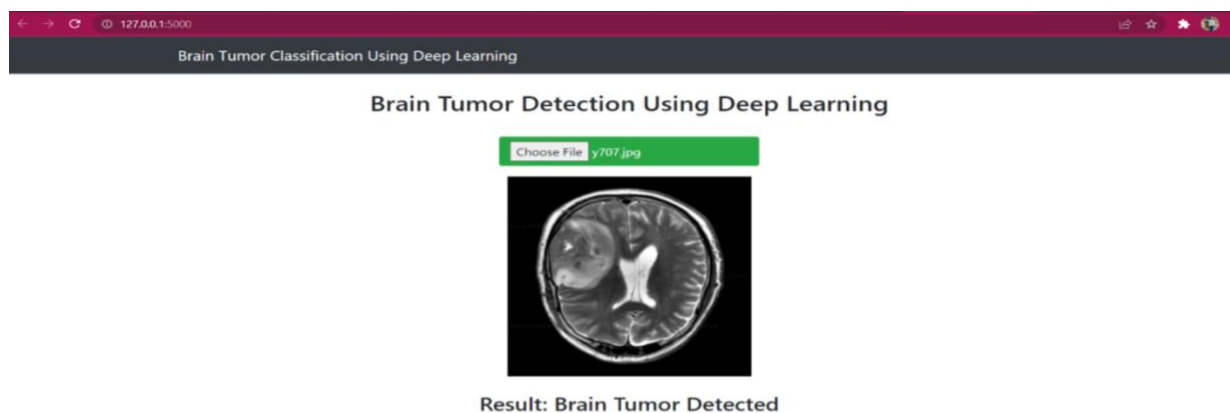 127.0.0.1:5000
Brain Tumor Classification Using Deep Learning
Brain Tumor Detection Using Deep Learning
Choose File y707.jpg
Result: Brain Tumor Detected